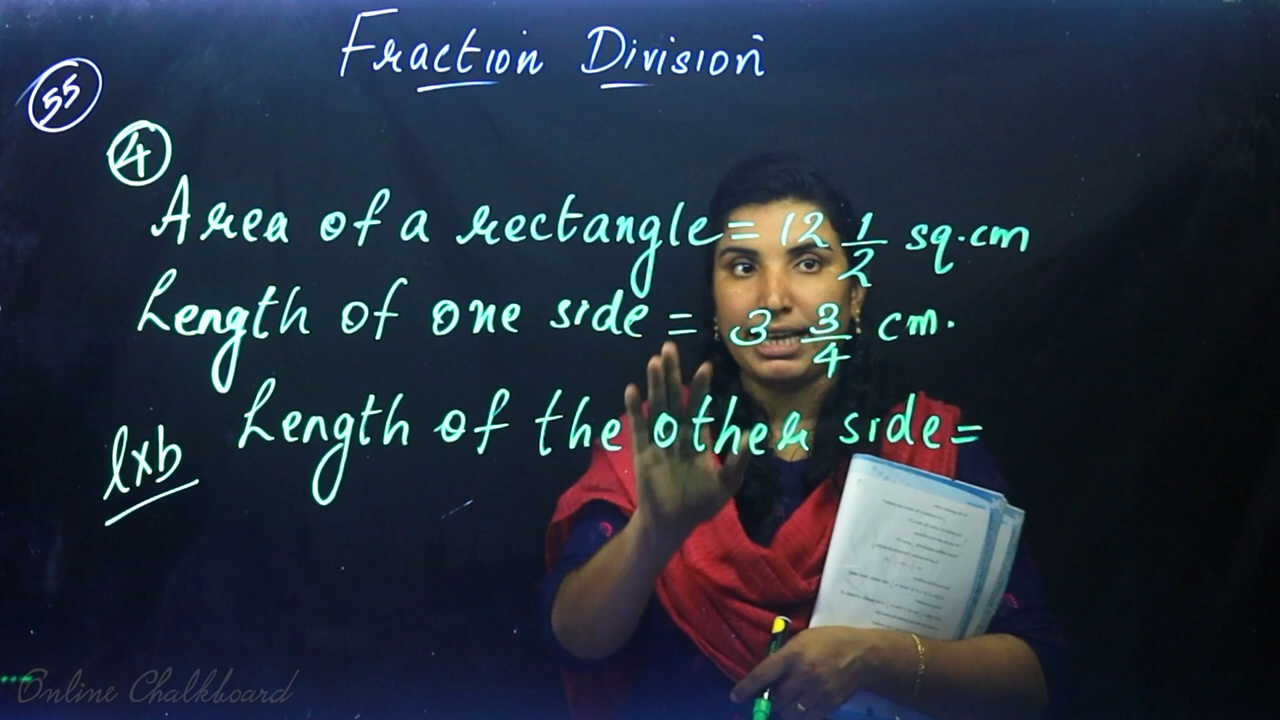 Fraction Division
55
4
Area of a rectangle = 12 1/2 sq.cm
Length of one side = 3 3/4 cm.
Length of the other side =
l×b
Online Chalkboard